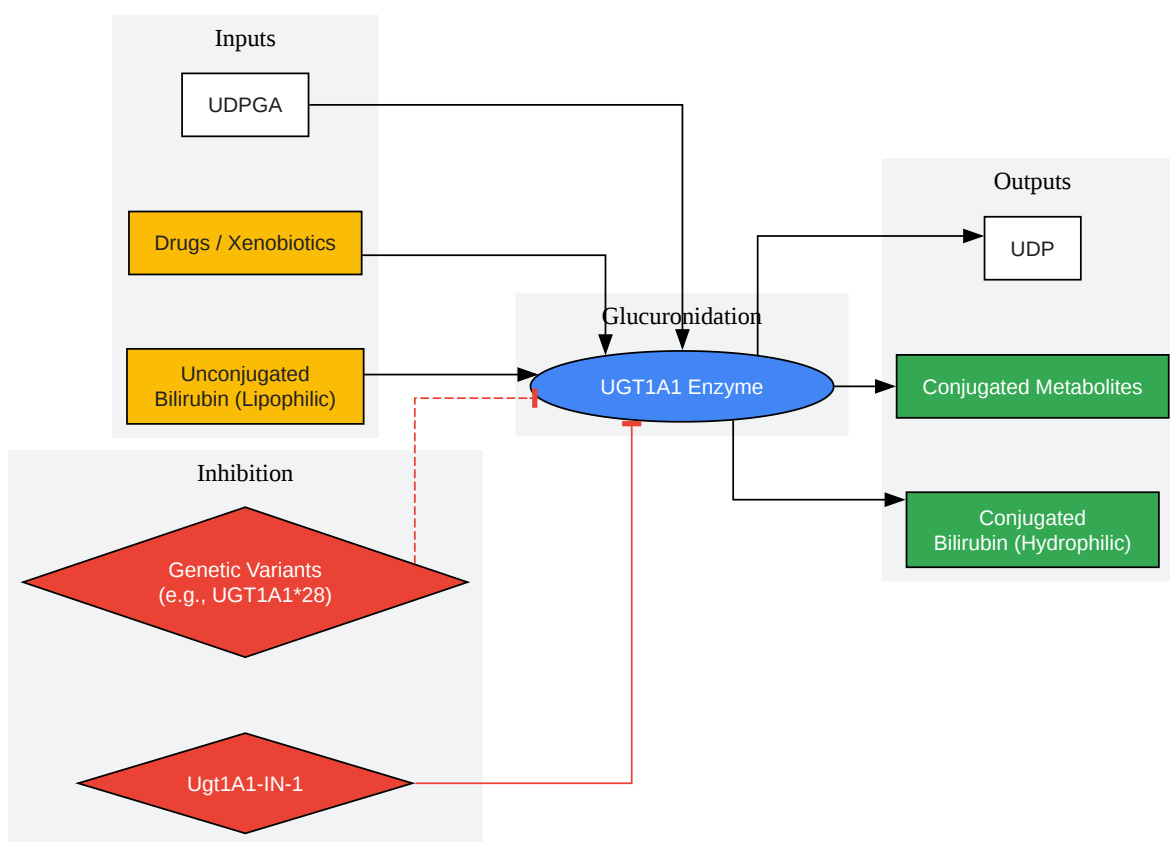 Inputs
UDPGA
Drugs / Xenobiotics
Unconjugated
Bilirubin (Lipophilic)
Glucuronidation
UGT1A1 Enzyme
Outputs
UDP
Conjugated Metabolites
Conjugated
Bilirubin (Hydrophilic)
Inhibition
Genetic Variants
(e.g., UGT1A1*28)
Ugt1A1-IN-1